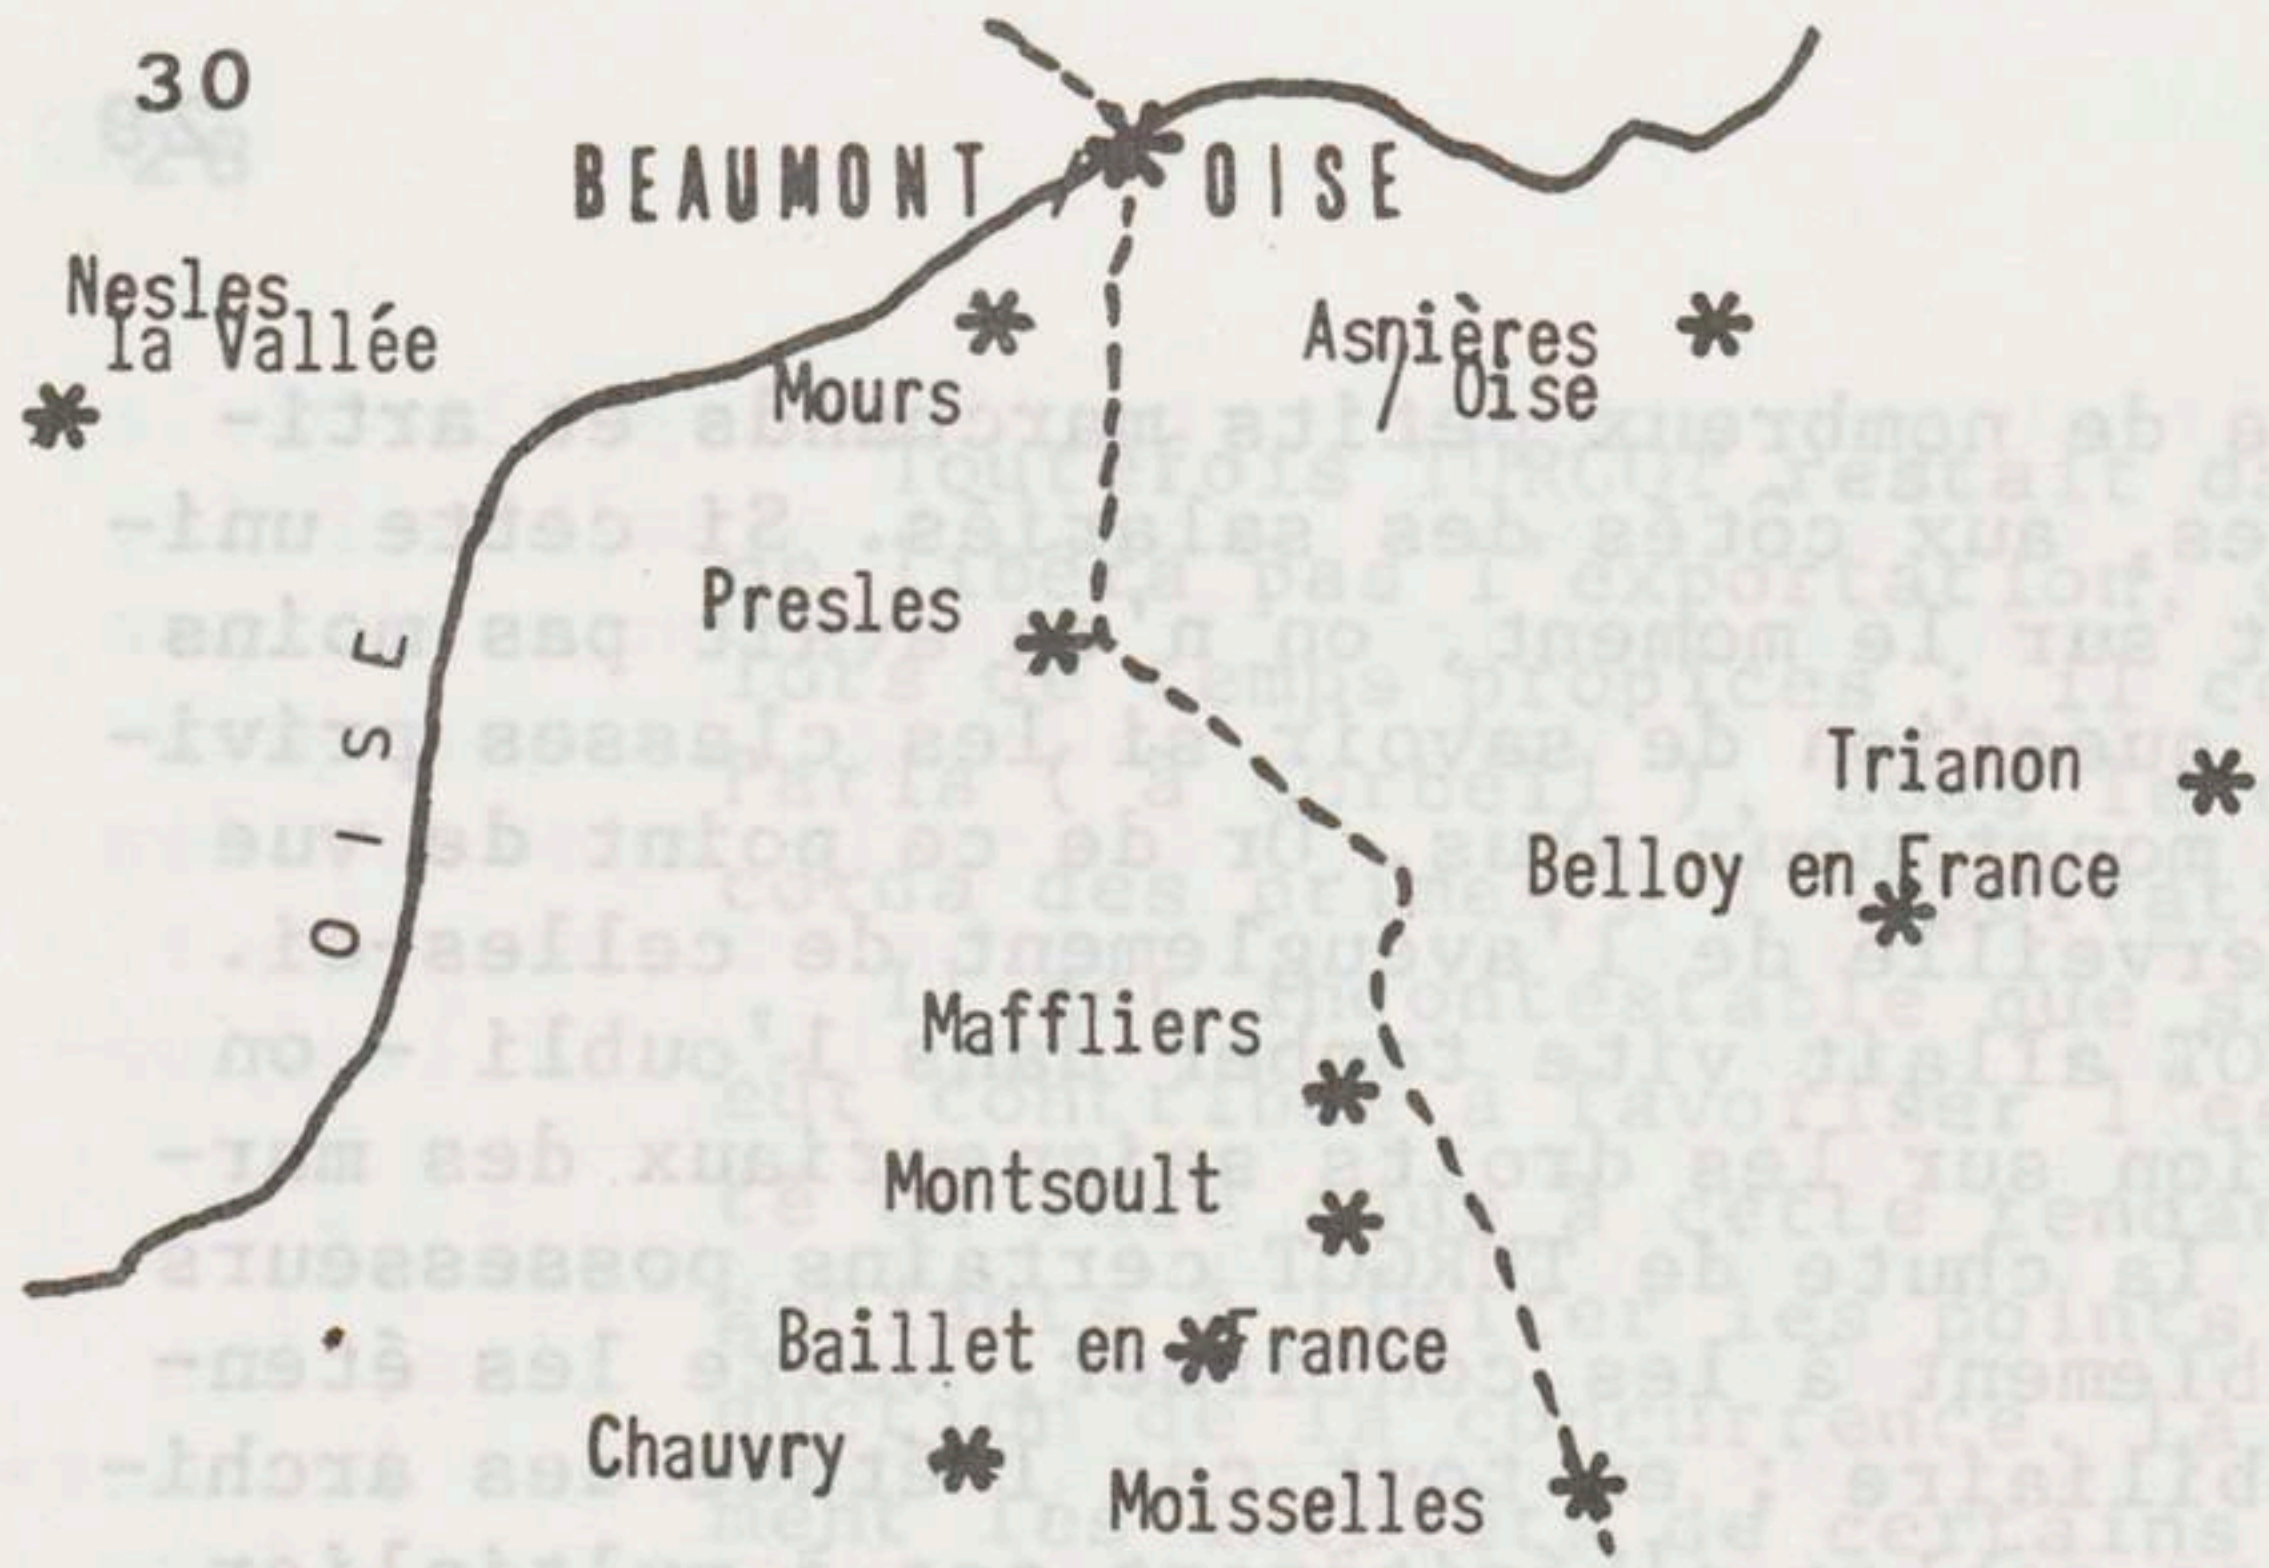 30
BEAUMONT / OISE
Nesles
la Vallée
Asnières
/ Oise
Mours
Presles
OISE
Trianon
Belloy en France
Maffliers
Montsoult
Baillet en France
Chauvry
Moisselles